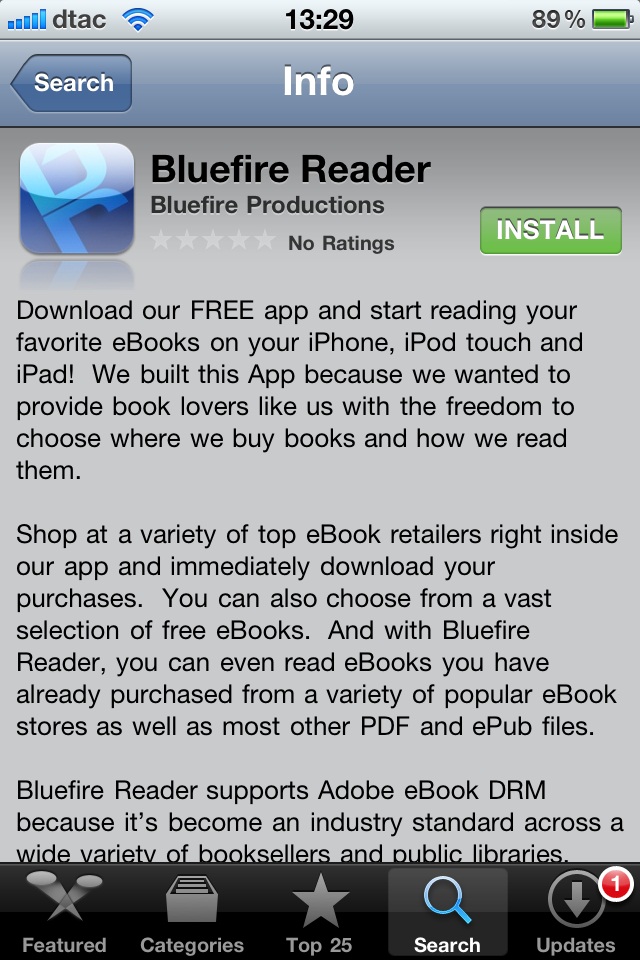 dtac 13:29 89%
Search Info
Bluefire Reader
Bluefire Productions
No Ratings INSTALL
Download our FREE app and start reading your
favorite eBooks on your iPhone, iPod touch and
iPad!  We built this App because we wanted to
provide book lovers like us with the freedom to
choose where we buy books and how we read
them.
Shop at a variety of top eBook retailers right inside
our app and immediately download your
purchases.  You can also choose from a vast
selection of free eBooks.  And with Bluefire
Reader, you can even read eBooks you have
already purchased from a variety of popular eBook
stores as well as most other PDF and ePub files.
Bluefire Reader supports Adobe eBook DRM
because it’s become an industry standard across a
wide variety of booksellers and public libraries.
1
Featured Categories Top 25 Search Updates